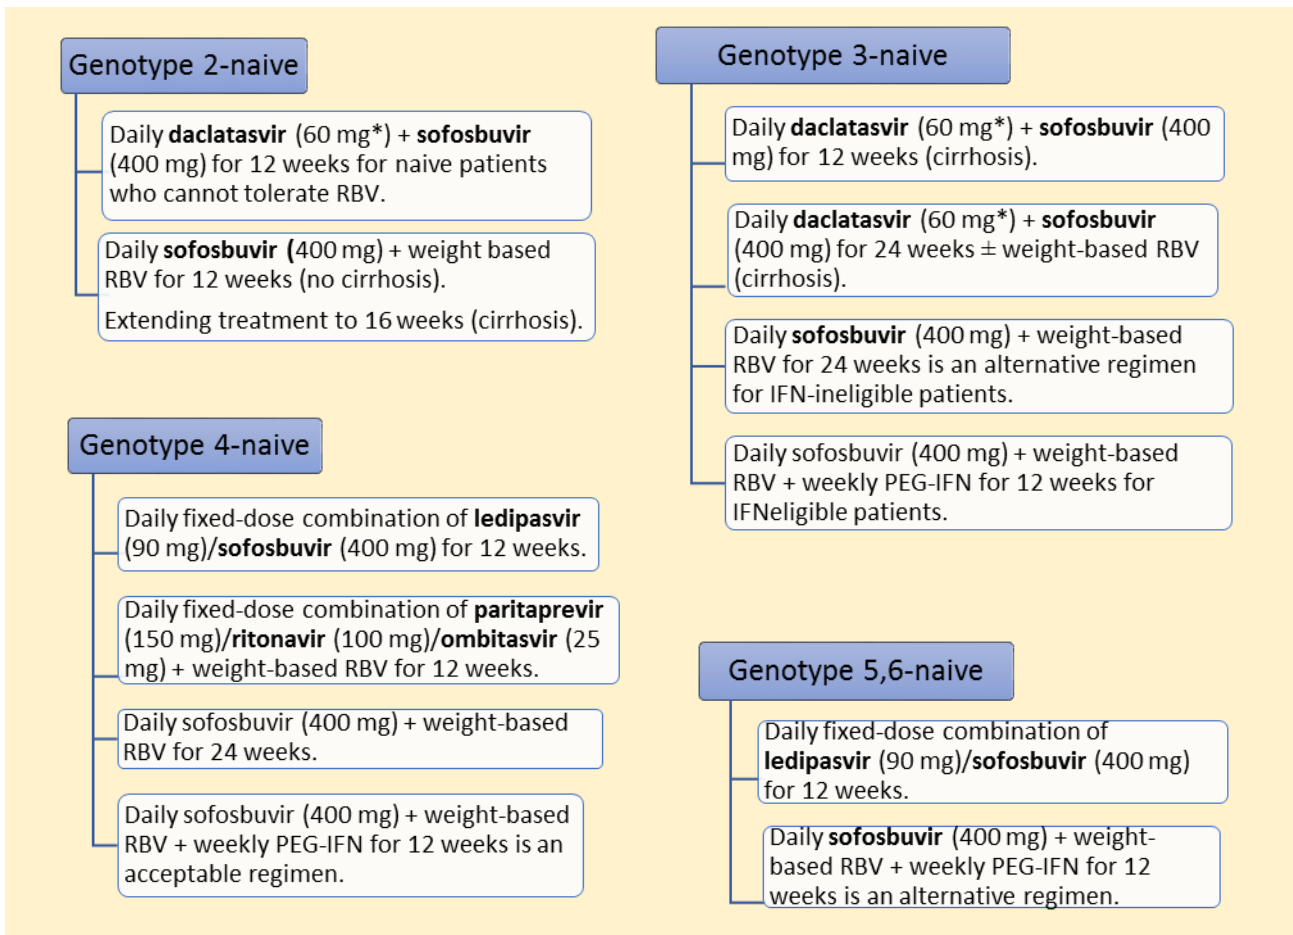 Genotype 2-naive
Daily daclatasvir (60 mg*) + sofosbuvir
(400 mg) for 12 weeks for naive patients
who cannot tolerate RBV.
Daily sofosbuvir (400 mg) + weight based
RBV for 12 weeks (no cirrhosis).
Extending treatment to 16 weeks (cirrhosis).
Genotype 3-naive
Daily daclatasvir (60 mg*) + sofosbuvir (400
mg) for 12 weeks (cirrhosis).
Daily daclatasvir (60 mg*) + sofosbuvir
(400 mg) for 24 weeks ± weight-based RBV
(cirrhosis).
Daily sofosbuvir (400 mg) + weight-based
RBV for 24 weeks is an alternative regimen
for IFN-ineligible patients.
Daily sofosbuvir (400 mg) + weight-based
RBV + weekly PEG-IFN for 12 weeks for
IFNeligible patients.
Genotype 4-naive
Daily fixed-dose combination of ledipasvir
(90 mg)/sofosbuvir (400 mg) for 12 weeks.
Daily fixed-dose combination of paritaprevir
(150 mg)/ritonavir (100 mg)/ombitasvir (25
mg) + weight-based RBV for 12 weeks.
Daily sofosbuvir (400 mg) + weight-based
RBV for 24 weeks.
Daily sofosbuvir (400 mg) + weight-based
RBV + weekly PEG-IFN for 12 weeks is an
acceptable regimen.
Genotype 5,6-naive
Daily fixed-dose combination of
ledipasvir (90 mg)/sofosbuvir (400 mg)
for 12 weeks.
Daily sofosbuvir (400 mg) + weight-
based RBV + weekly PEG-IFN for 12
weeks is an alternative regimen.